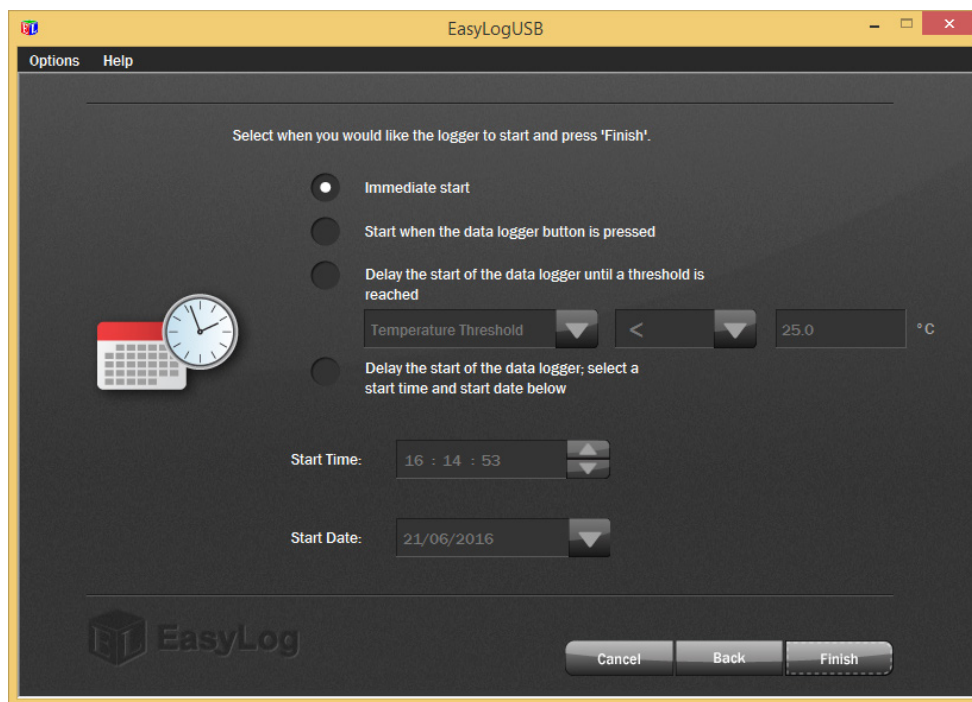 EL
EasyLogUSB
Options Help
Select when you would like the logger to start and press 'Finish'.
Immediate start
Start when the data logger button is pressed
Delay the start of the data logger until a threshold is
reached
Temperature Threshold < 25.0 °C
Delay the start of the data logger; select a
start time and start date below
Start Time: 16 : 14 : 53
Start Date: 21/06/2016
EL EasyLog
Cancel Back Finish